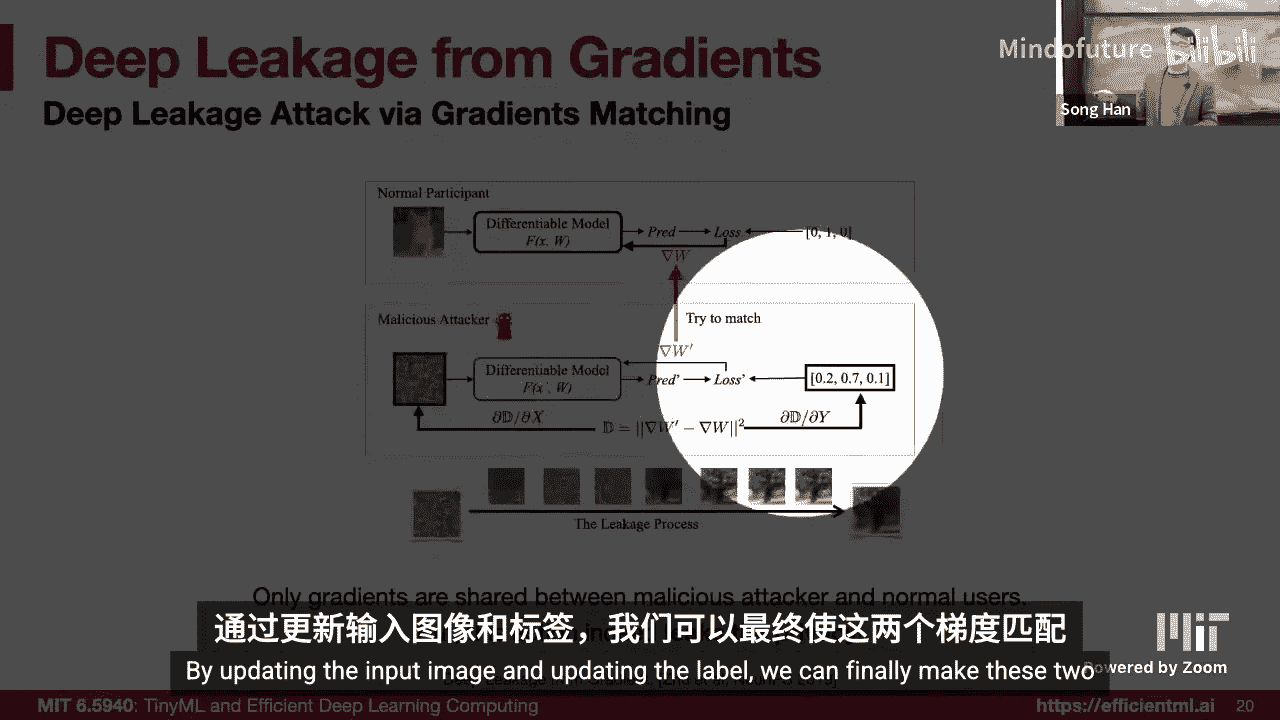 Deep Leakage from Gradients
Mindofuture bilibili
Deep Leakage Attack via Gradients Matching
Song Han
Normal Participant
Differentiable Model
F(x, W)
Pred
Loss
[0, 1, 0]
∇W
Malicious Attacker
Try to match
∇W'
Differentiable Model
F(x', W)
Pred'
Loss'
[0.2, 0.7, 0.1]
∂𝔻/∂X
𝔻 = ||∇W' − ∇W||²
∂𝔻/∂Y
The Leakage Process
Only gradients are shared between malicious attacker and normal users.
通过更新输入图像和标签，我们可以最终使这两个梯度匹配
By updating the input image and updating the label, we can finally make these two
MIT
Powered by Zoom
MIT 6.5940: TinyML and Efficient Deep Learning Computing
https://efficientml.ai
20